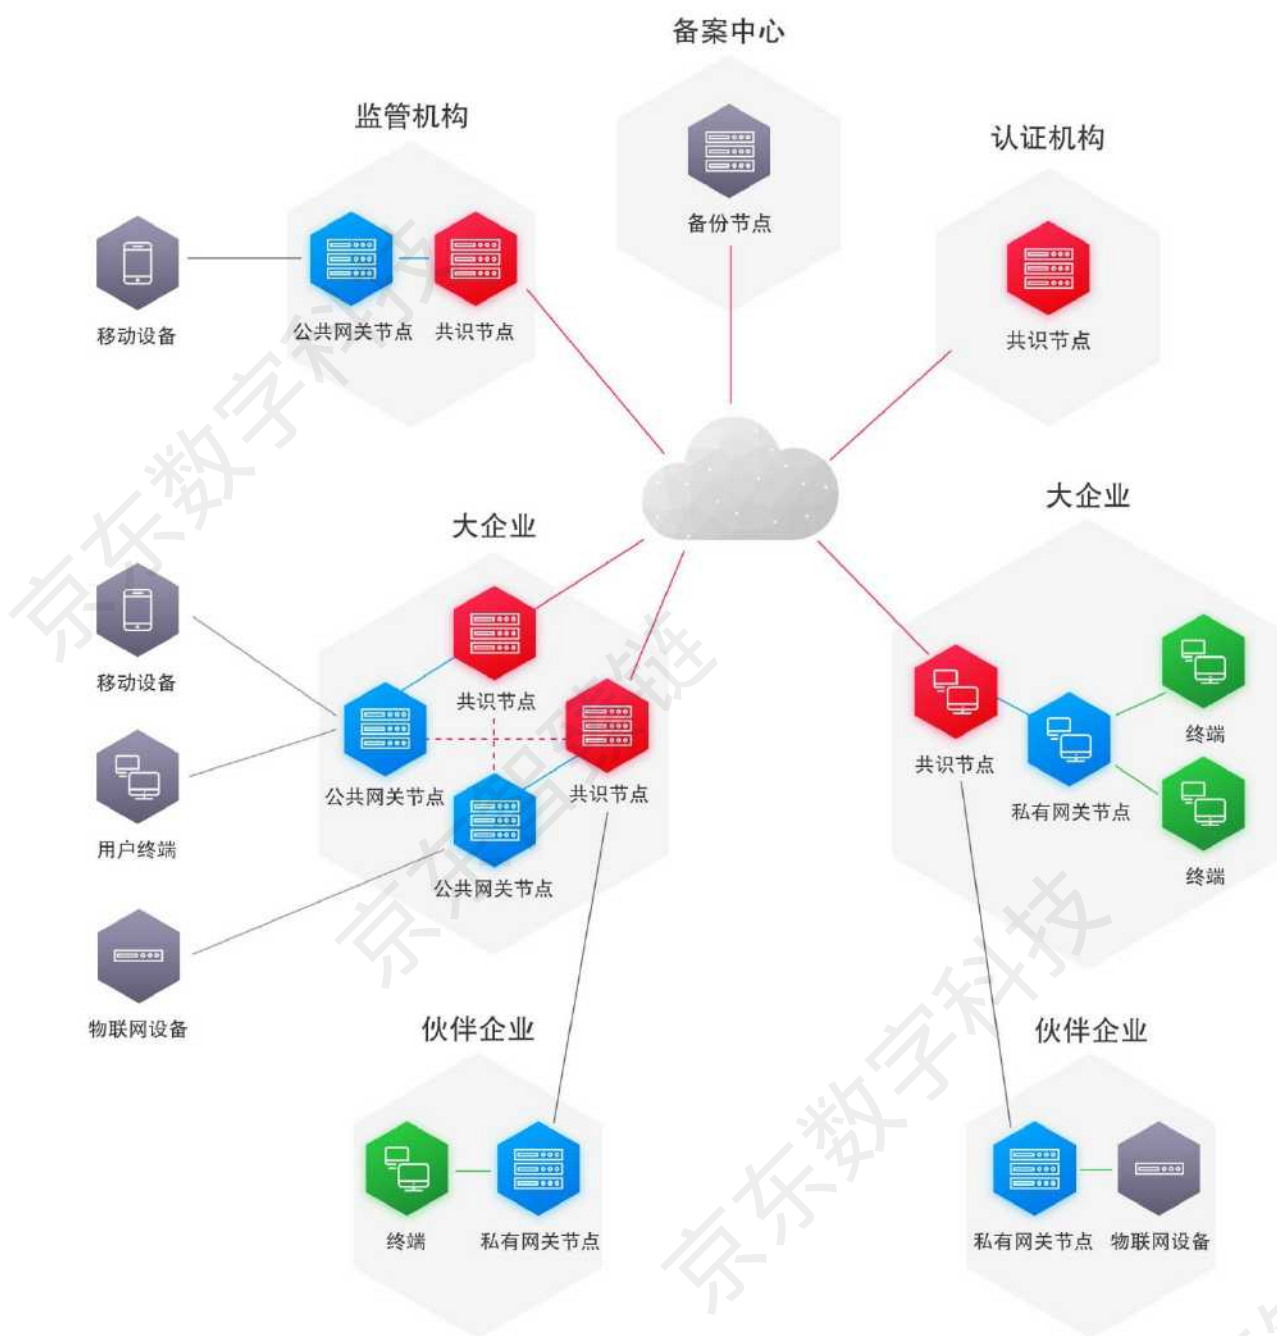 备案中心
监管机构
认证机构
备份节点
移动设备
公共网关节点
共识节点
共识节点
大企业
大企业
移动设备
共识节点
终端
共识节点
公共网关节点
共识节点
私有网关节点
用户终端
终端
公共网关节点
物联网设备
伙伴企业
伙伴企业
终端
私有网关节点
私有网关节点
物联网设备
京东数字科技
京东智臻链
京东数字科技